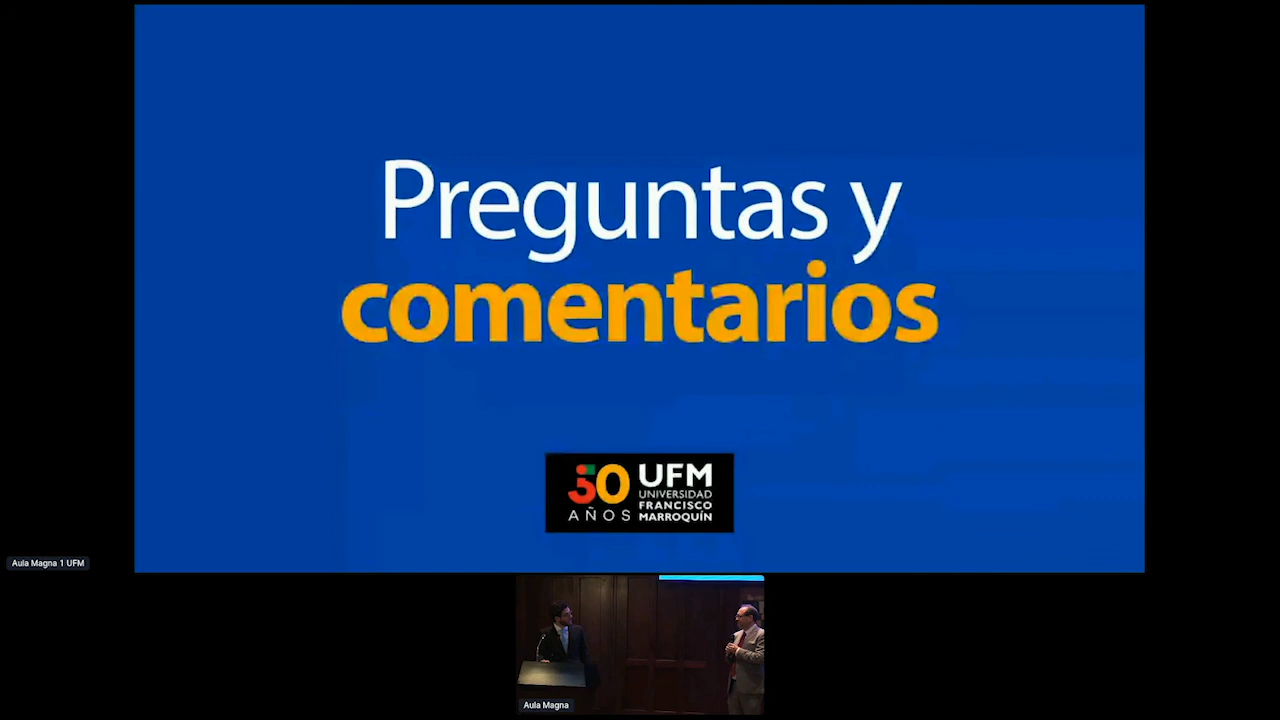 Preguntas y
comentarios
50 UFM
UNIVERSIDAD
FRANCISCO
AÑOS MARROQUÍN
Aula Magna 1 UFM
Aula Magna